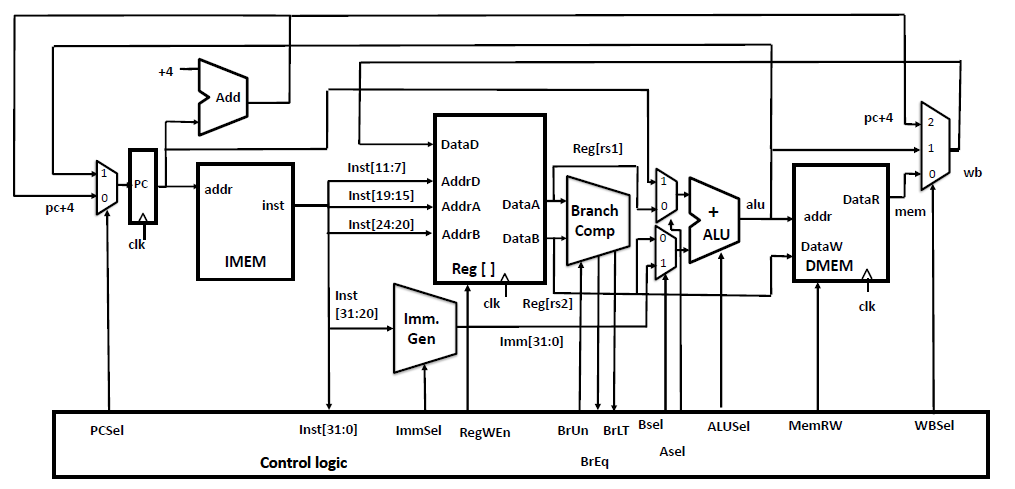 +4
Add
pc+4
2
1
0
wb
1
0
pc+4
PC
clk
addr
inst
IMEM
Inst[11:7]
Inst[19:15]
Inst[24:20]
DataD
AddrD
AddrA
AddrB
DataA
DataB
Reg [ ]
clk
Reg[rs1]
Reg[rs2]
Branch
Comp
1
0
0
1
+
ALU
alu
addr
DataW
DataR
DMEM
clk
mem
Inst
[31:20]
Imm.
Gen
Imm[31:0]
PCSel
Inst[31:0]
ImmSel
RegWEn
BrUn
BrEq
BrLT
Bsel
Asel
ALUSel
MemRW
WBSel
Control logic